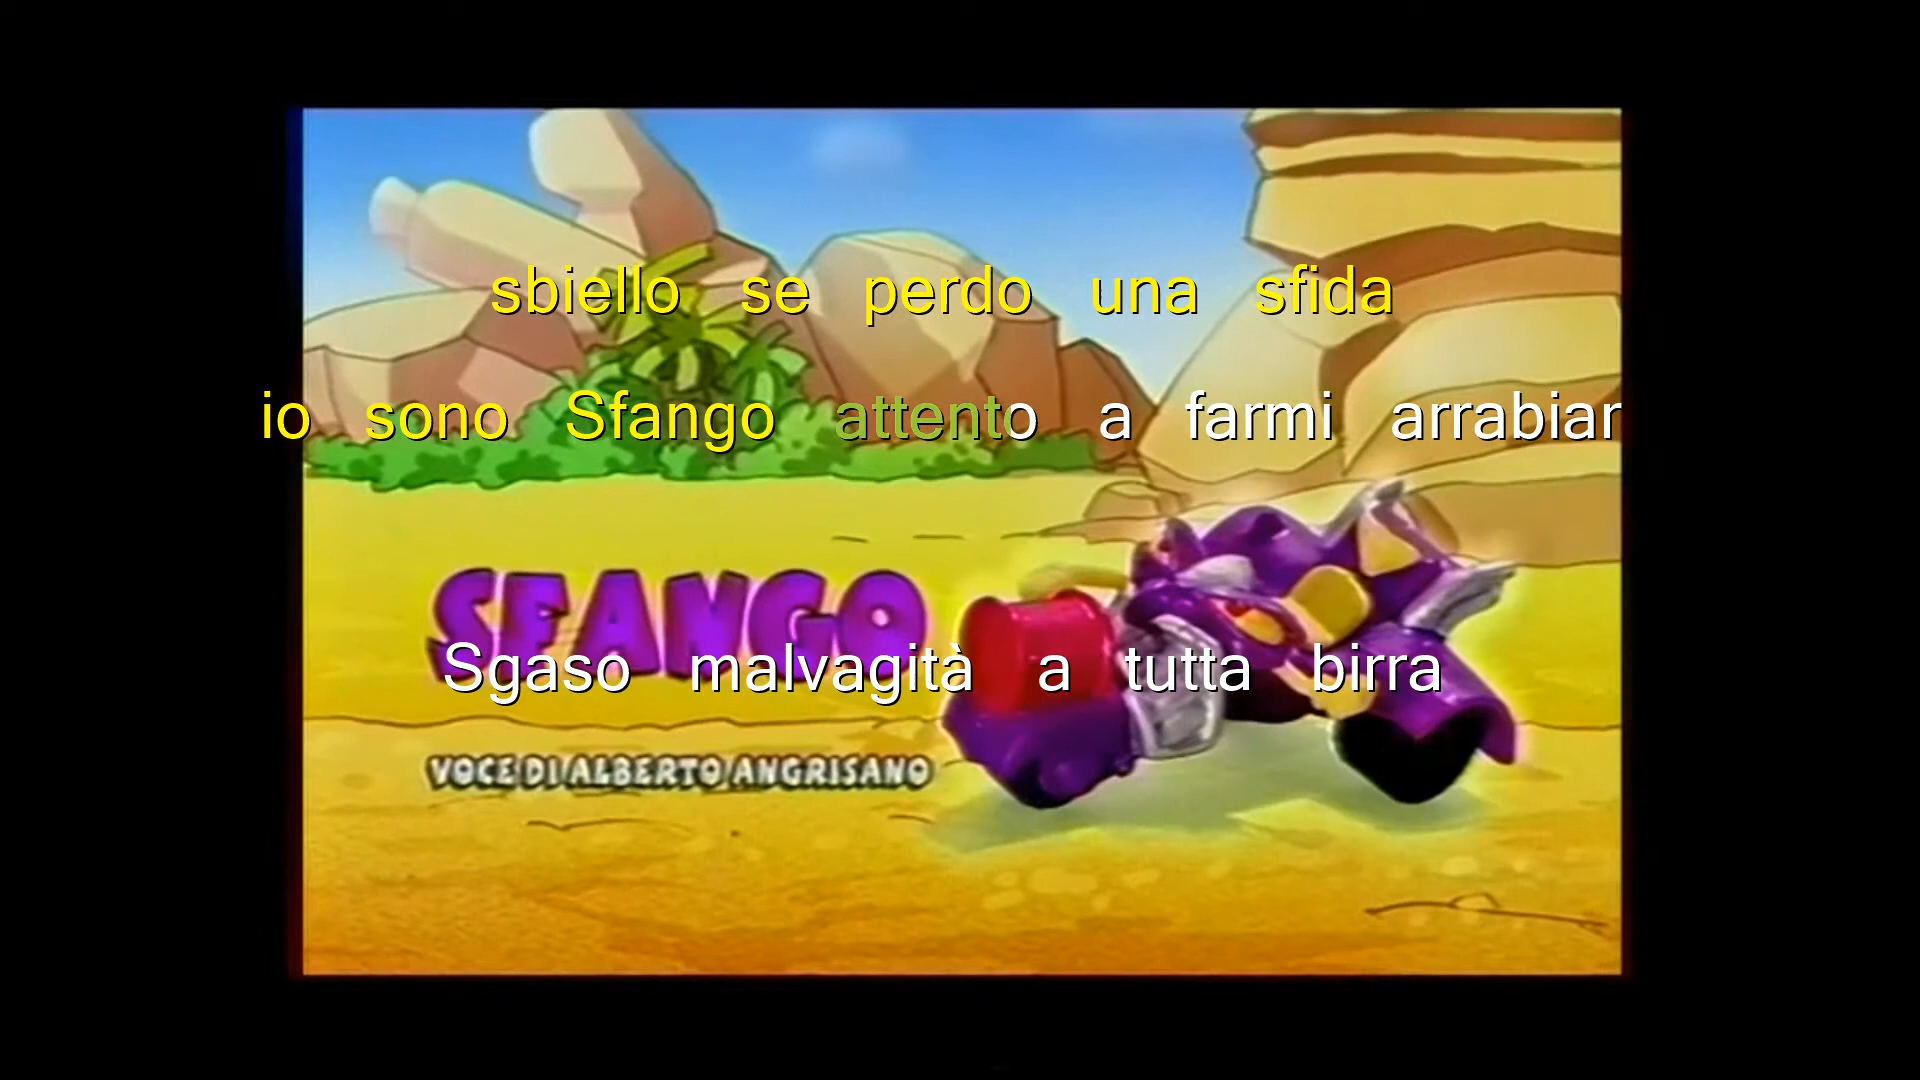 sbiello se perdo una sfida
io sono Sfango attento a farmi arrabiar
SFANGO
Sgaso malvagità a tutta birra
VOCE DI ALBERTO ANGRISANO